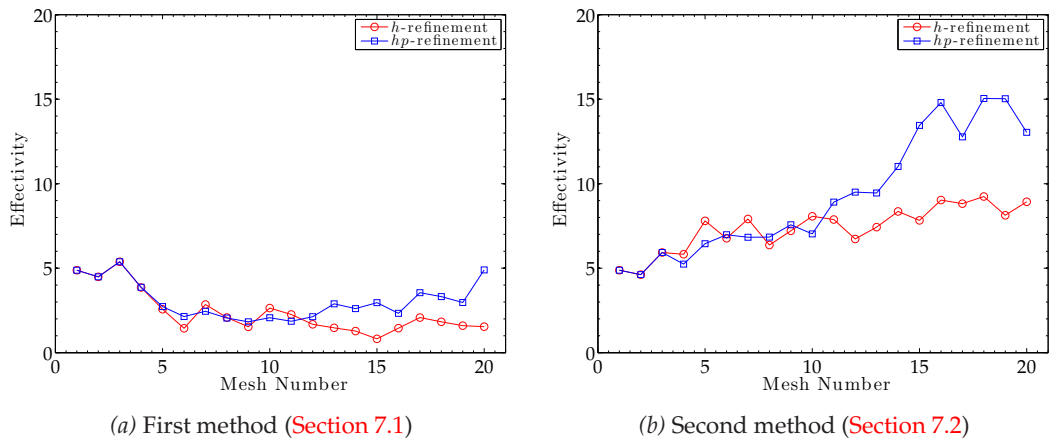 20
15
10
5
0
Effectivity
h-refinement
hp-refinement
0 5 10 15 20
Mesh Number
(a) First method (Section 7.1)
20
15
10
5
0
Effectivity
h-refinement
hp-refinement
0 5 10 15 20
Mesh Number
(b) Second method (Section 7.2)